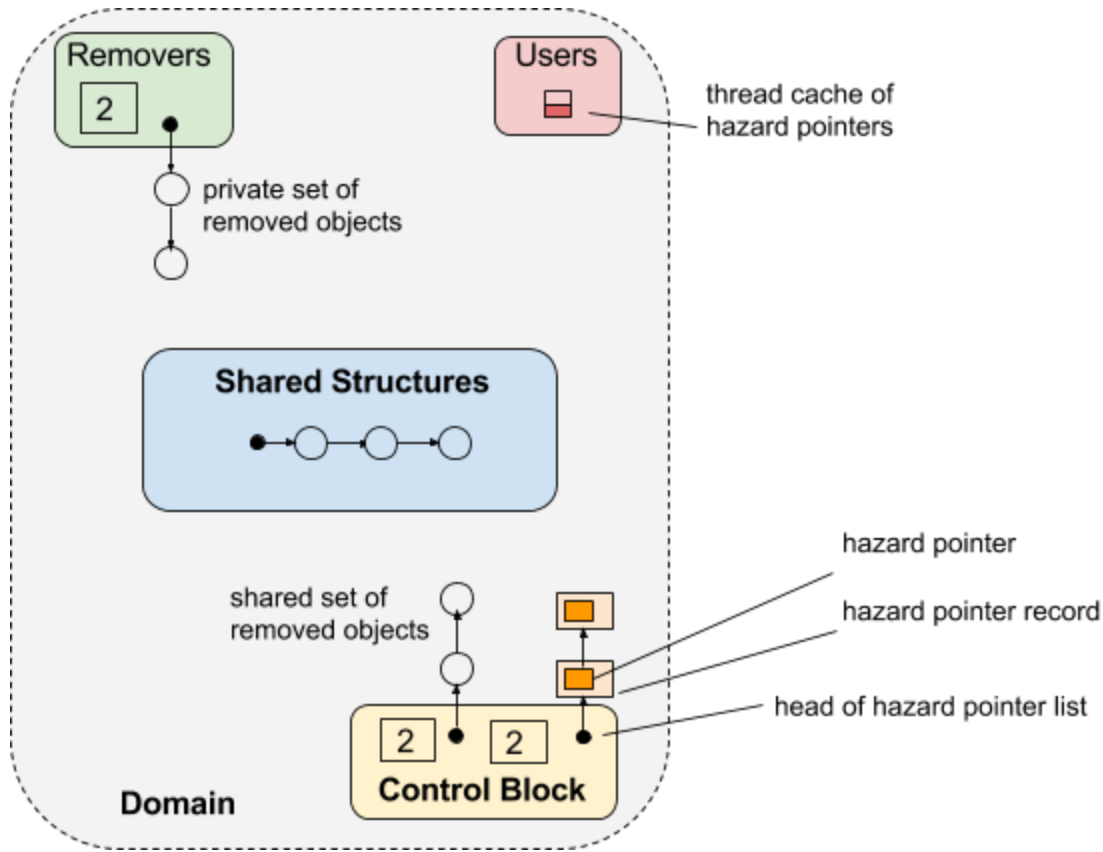 Removers
2
Users
thread cache of
hazard pointers
private set of
removed objects
Shared Structures
hazard pointer
shared set of
removed objects
hazard pointer record
head of hazard pointer list
2
2
Control Block
Domain